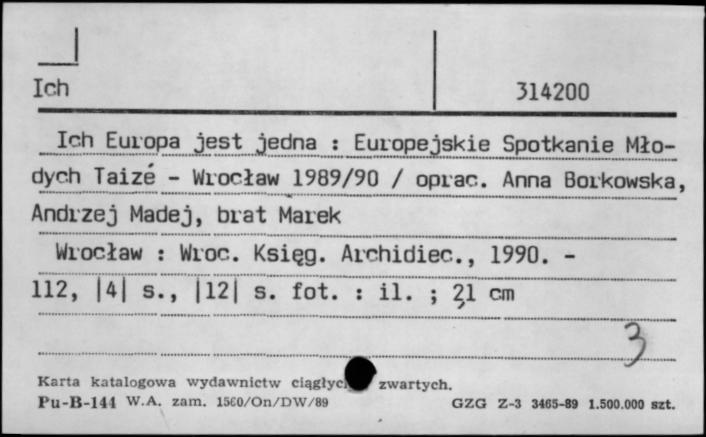 Ich 314200
Ich Europa jest jedna : Europejskie Spotkanie Mło-
dych Taizé - Wrocław 1989/90 / oprac. Anna Borkowska,
Andrzej Madej, brat Marek
Wrocław : Wroc. Księg. Archidiec., 1990. -
112, |4| s., |12| s. fot. : il. ; 21 cm
3
Karta katalogowa wydawnictw zwartych.
Pu-B-144 W.A. zam. 1560/On/DW/89 GZG Z-3 3465-89 1.500.000 szt.